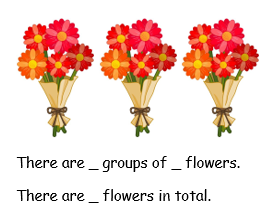 There are _ groups of _ flowers.
There are _ flowers in total.